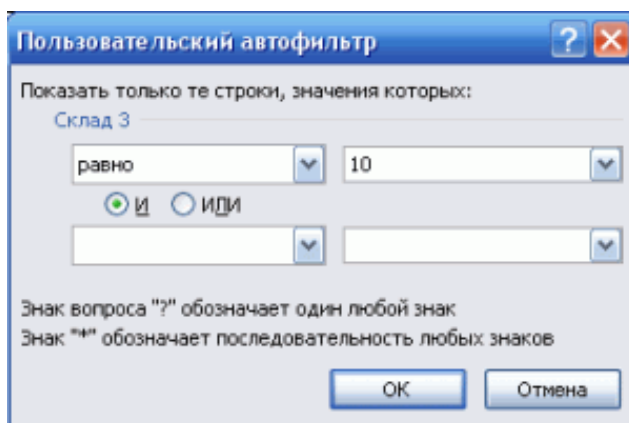 Пользовательский автофильтр
Показать только те строки, значения которых:
Склад 3
равно 10
И ИЛИ
Знак вопроса "?" обозначает один любой знак
Знак "*" обозначает последовательность любых знаков
ОК Отмена